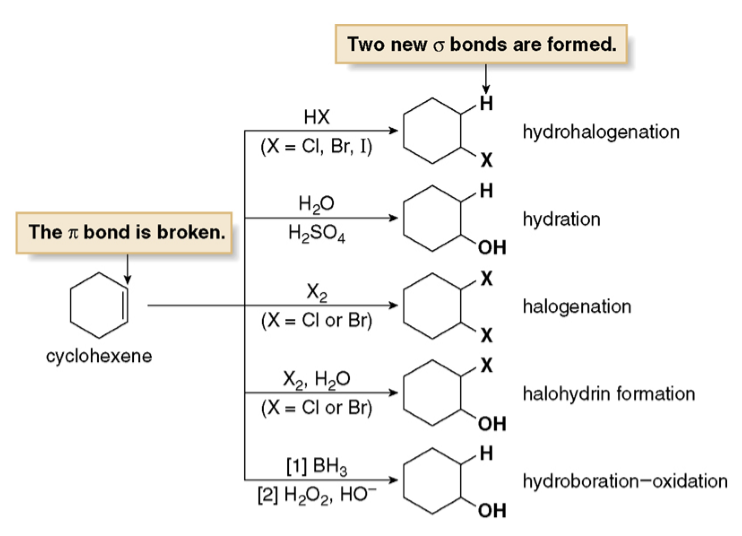 Two new σ bonds are formed.
HX
(X = Cl, Br, I)
H
X
hydrohalogenation
H₂O
H₂SO₄
H
OH
hydration
The π bond is broken.
cyclohexene
X₂
(X = Cl or Br)
X
X
halogenation
X₂, H₂O
(X = Cl or Br)
X
OH
halohydrin formation
[1] BH₃
[2] H₂O₂, HO⁻
H
OH
hydroboration–oxidation